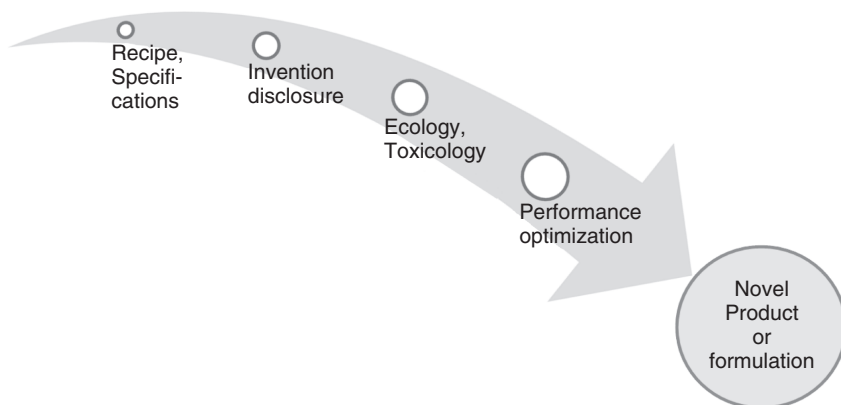 Recipe,
Specifi-
cations
Invention
disclosure
Ecology,
Toxicology
Performance
optimization
Novel
Product
or
formulation